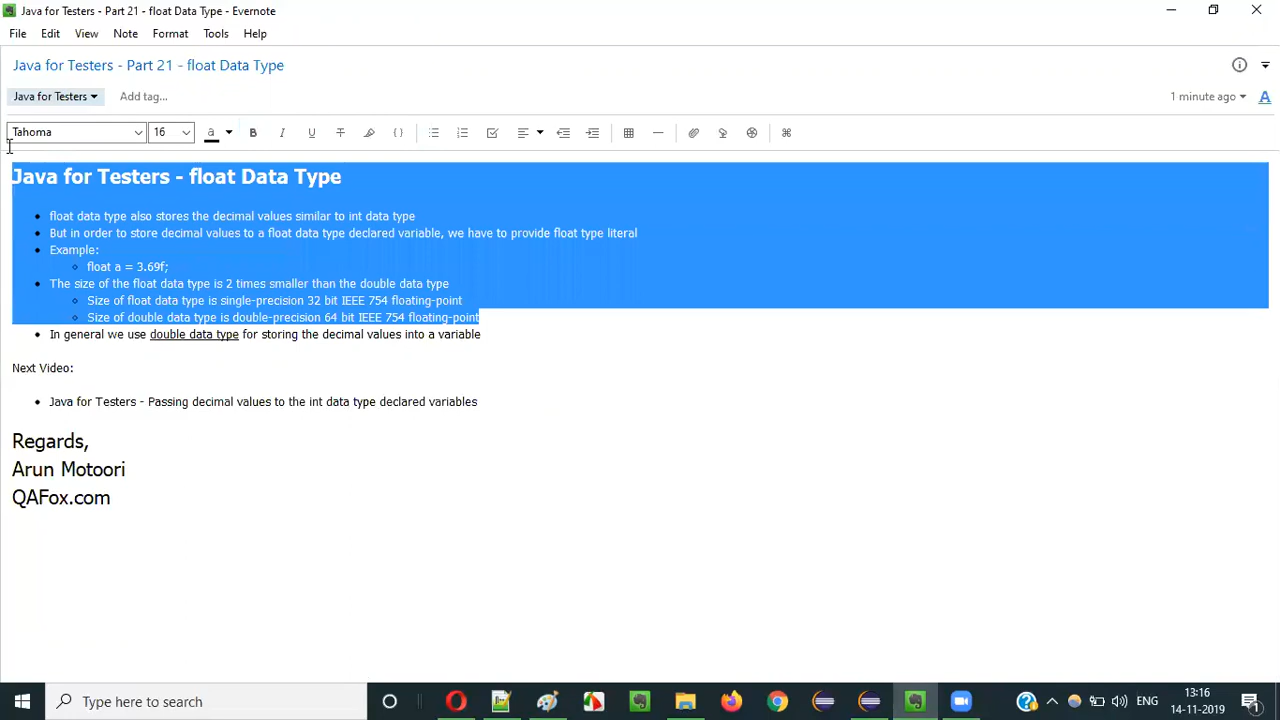 Java for Testers - Part 21 - float Data Type - Evernote
File Edit View Note Format Tools Help
Java for Testers - Part 21 - float Data Type
Java for Testers Add tag... 1 minute ago
Tahoma 16
Java for Testers - float Data Type
float data type also stores the decimal values similar to int data type
But in order to store decimal values to a float data type declared variable, we have to provide float type literal
Example:
float a = 3.69f;
The size of the float data type is 2 times smaller than the double data type
Size of float data type is single-precision 32 bit IEEE 754 floating-point
Size of double data type is double-precision 64 bit IEEE 754 floating-point
In general we use double data type for storing the decimal values into a variable
Next Video:
Java for Testers - Passing decimal values to the int data type declared variables
Regards,
Arun Motoori
QAFox.com
Type here to search ENG 13:16
14-11-2019